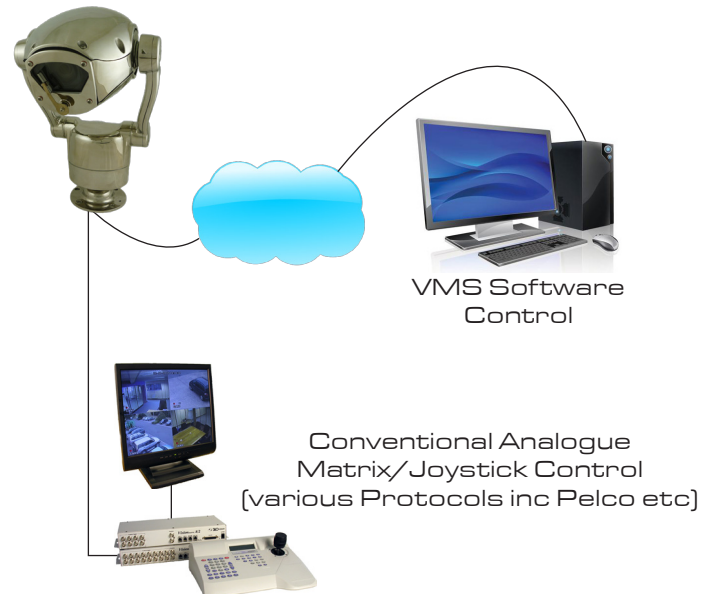 VMS Software
Control
Conventional Analogue
Matrix/Joystick Control
(various Protocols inc Pelco etc)